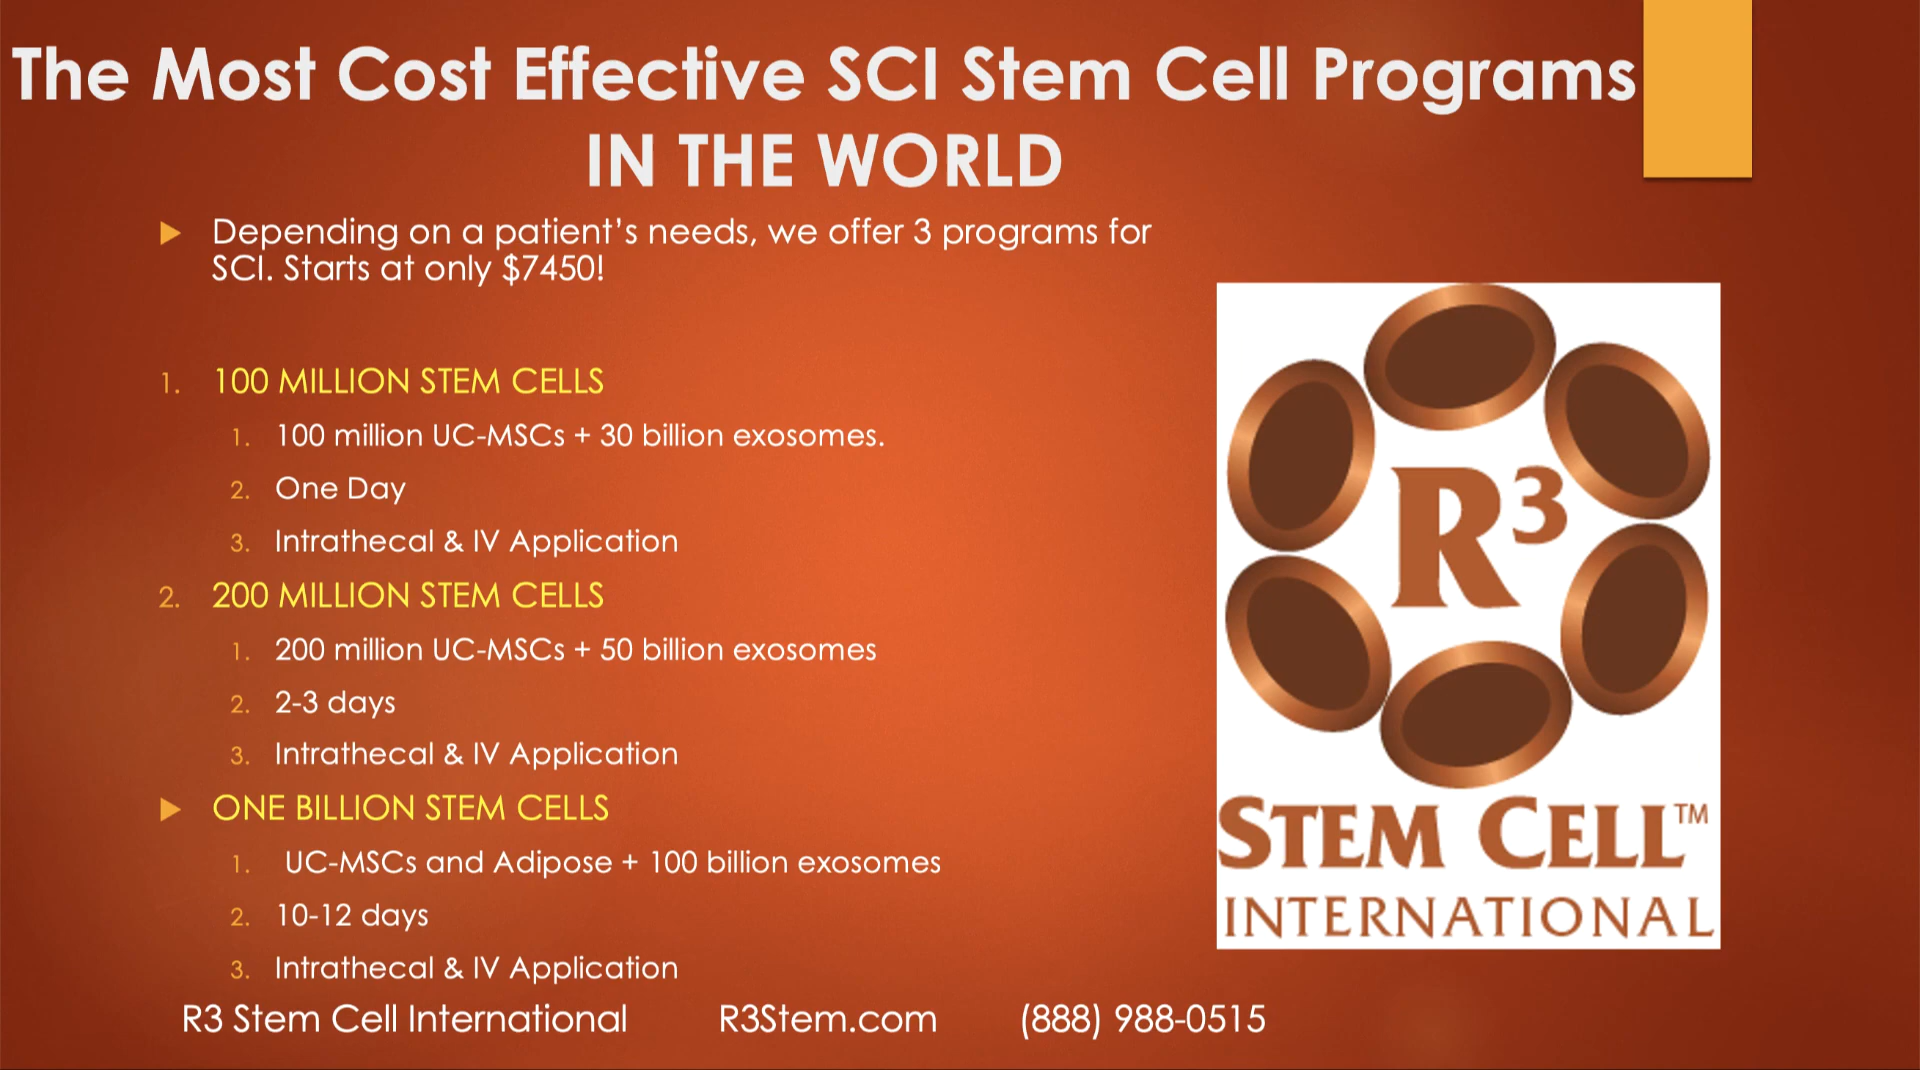 The Most Cost Effective SCI Stem Cell Programs
IN THE WORLD
Depending on a patient's needs, we offer 3 programs for
SCI. Starts at only $7450!
1. 100 MILLION STEM CELLS
1. 100 million UC-MSCs + 30 billion exosomes.
2. One Day
3. Intrathecal & IV Application
2. 200 MILLION STEM CELLS
1. 200 million UC-MSCs + 50 billion exosomes
2. 2-3 days
3. Intrathecal & IV Application
ONE BILLION STEM CELLS
1. UC-MSCs and Adipose + 100 billion exosomes
2. 10-12 days
3. Intrathecal & IV Application
R3 Stem Cell International R3Stem.com (888) 988-0515
R³
STEM CELL™
INTERNATIONAL